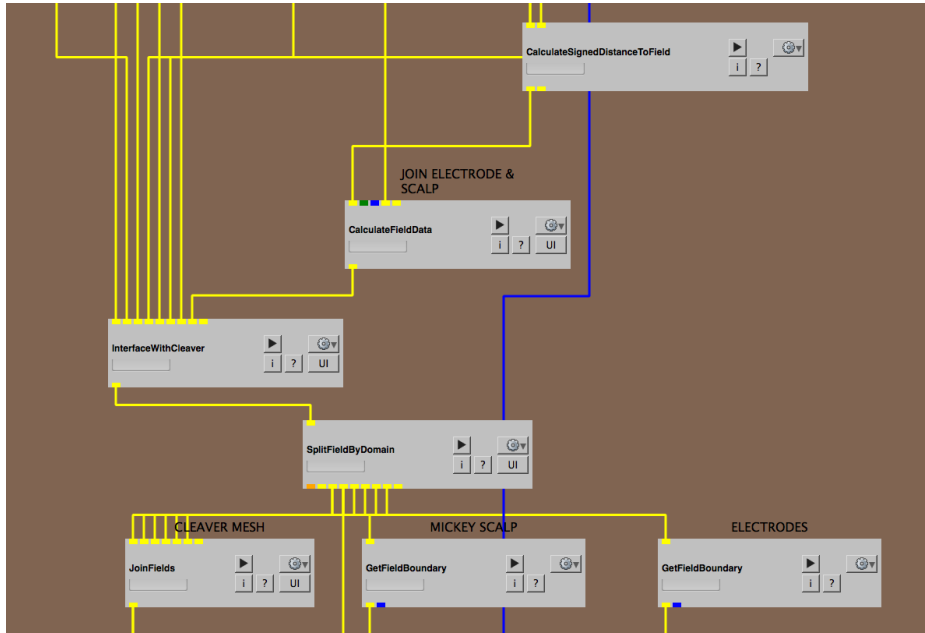 CalculateSignedDistanceToField
i ?
JOIN ELECTRODE &
SCALP
CalculateFieldData
i ? UI
InterfaceWithCleaver
i ? UI
SplitFieldByDomain
i ? UI
CLEAVER MESH
MICKEY SCALP
ELECTRODES
JoinFields
i ? UI
GetFieldBoundary
i ?
GetFieldBoundary
i ?